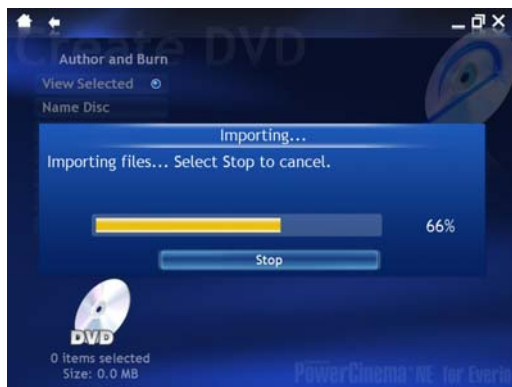 Create DVD
Author and Burn
View Selected
Name Disc
Importing...
Importing files... Select Stop to cancel.
66%
Stop
DVD
0 items selected
Size: 0.0 MB
PowerCinema NE for Everio